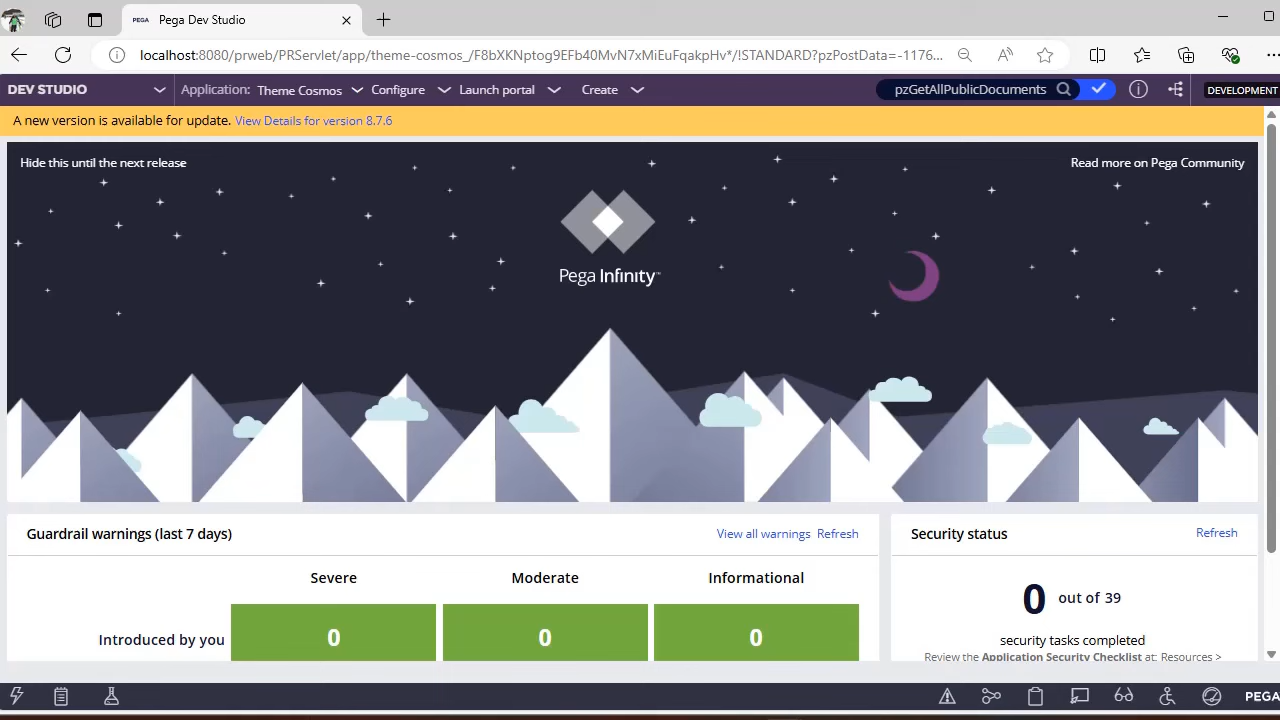 PEGA Pega Dev Studio
localhost:8080/prweb/PRServlet/app/theme-cosmos_/F8bXKNptog9EFb40MvN7xMiEuFqakpHv*/!STANDARD?pzPostData=-1176...
DEV STUDIO Application: Theme Cosmos Configure Launch portal Create pzGetAllPublicDocuments DEVELOPMENT
A new version is available for update. View Details for version 8.7.6
Hide this until the next release Read more on Pega Community
Pega Infinity™
Guardrail warnings (last 7 days) View all warnings Refresh Security status Refresh
Severe Moderate Informational
0 out of 39
Introduced by you 0 0 0
security tasks completed
Review the Application Security Checklist at: Resources >
PEGA